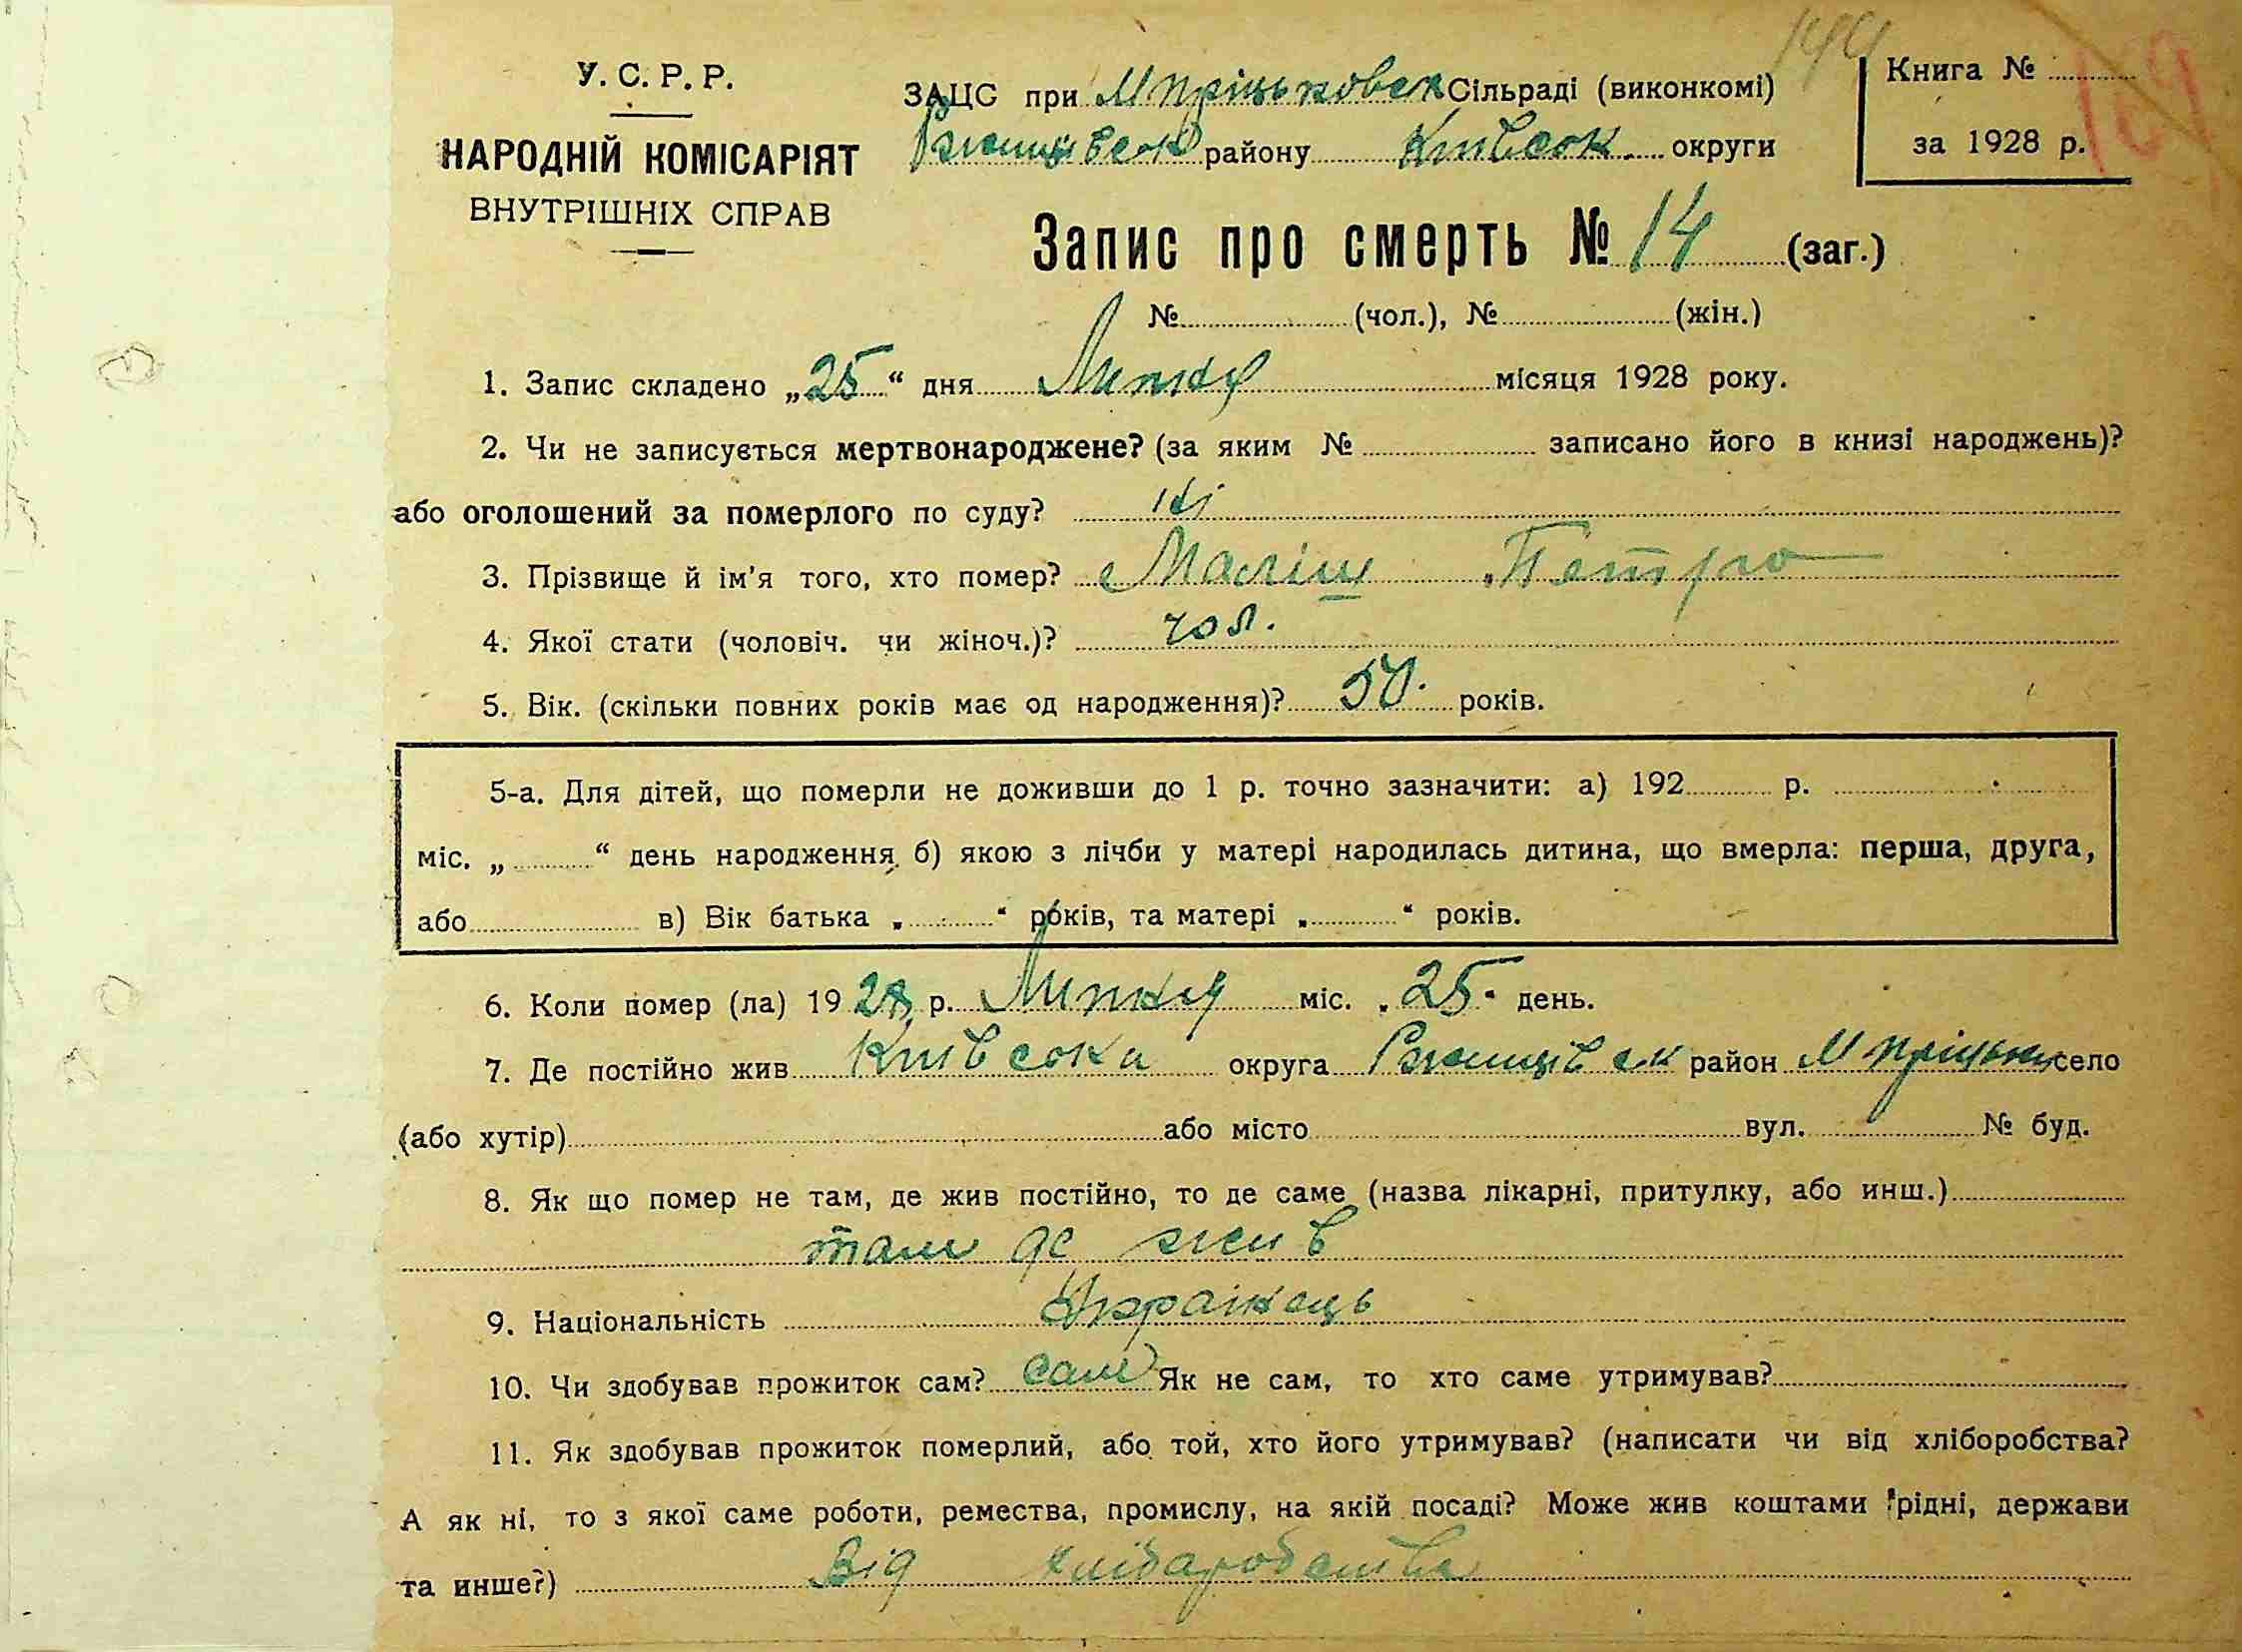 У. С. Р. Р.
НАРОДНІЙ КОМІСАРІЯТ
ВНУТРІШНІХ СПРАВ
144
ЗАЦС при М Пріцьковск Сільраді (виконкомі)
Ржищівськ району Київсок. округи
Книга №
за 1928 р.
Запис про смерть № 14 (заг.)
№ (чол.), № (жін.)
1. Запис складено „25“ дня Липня місяця 1928 року.
2. Чи не записується мертвонароджене? (за яким № записано його в книзі народжень)?
або оголошений за померлого по суду? ні
3. Прізвище й ім’я того, хто помер? Маліш Петро
4. Якої стати (чоловіч. чи жіноч.)? чол.
5. Вік. (скільки повних років має од народження)? 50. років.
5-а. Для дітей, що померли не доживши до 1 р. точно зазначити: а) 192 р.
міс. „ “ день народження б) якою з лічби у матері народилась дитина, що вмерла: перша, друга,
або в) Вік батька „ “ років, та матері „ “ років.
6. Коли помер (ла) 1928 р. Липня міс. „25“ день.
7. Де постійно жив Київсока округа Ржищівск район М Пріцьки село
(або хутір) або місто вул. № буд.
8. Як що помер не там, де жив постійно, то де саме (назва лікарні, притулку, або инш.)
там де жив
9. Національність Українець
10. Чи здобував прожиток сам? сам Як не сам, то хто саме утримував?
11. Як здобував прожиток померлий, або той, хто його утримував? (написати чи від хліборобства?
А як ні, то з якої саме роботи, ремества, промислу, на якій посаді? Може жив коштами рідні, держави
та инше?) Від хлібаробства